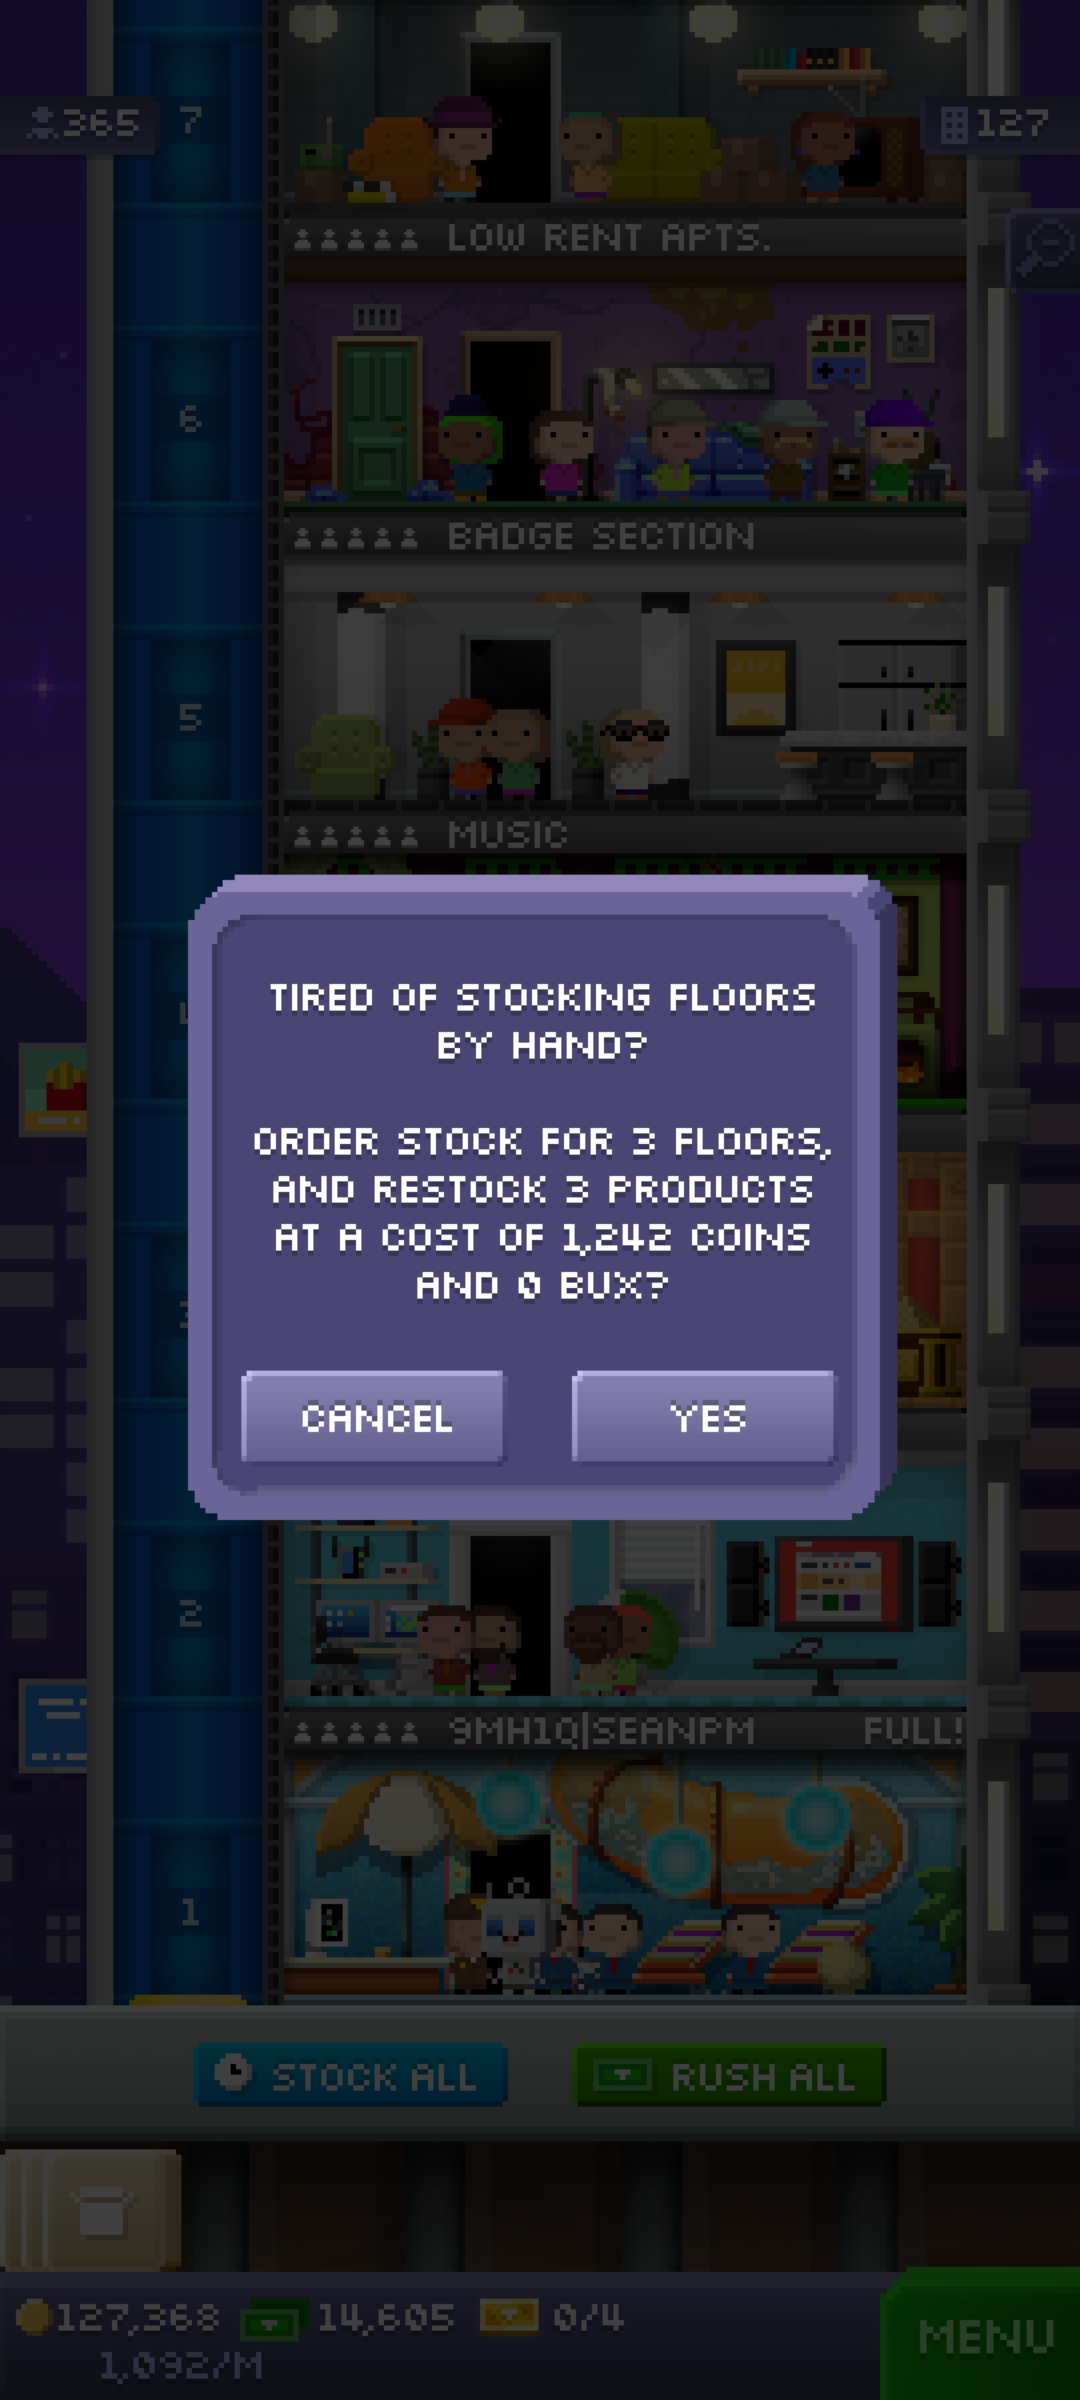 365
7
127
LOW RENT APTS.
6
BADGE SECTION
5
MUSIC
TIRED OF STOCKING FLOORS
BY HAND?
ORDER STOCK FOR 3 FLOORS,
AND RESTOCK 3 PRODUCTS
AT A COST OF 1,242 COINS
AND 0 BUX?
CANCEL
YES
2
9MH1Q|SEANPM
FULL!
1
STOCK ALL
RUSH ALL
127,368
14,605
0/4
1,092/M
MENU